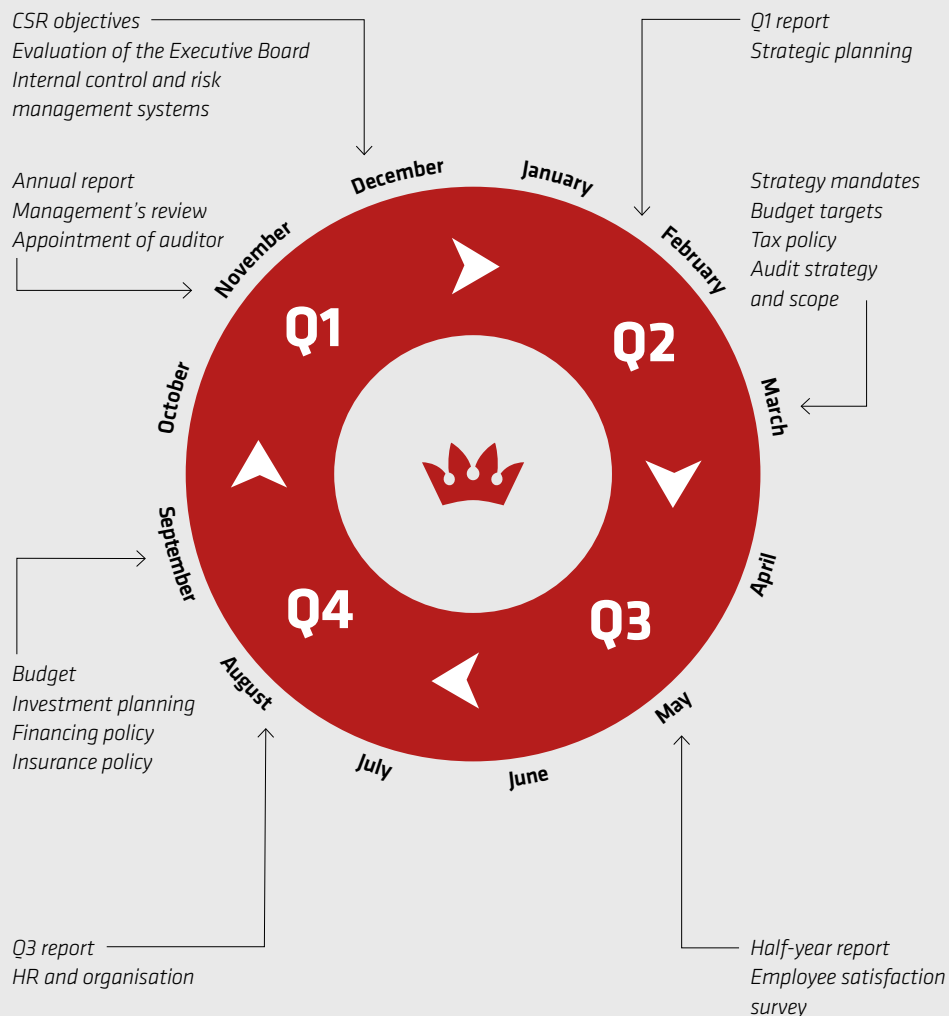 CSR objectives
Evaluation of the Executive Board
Internal control and risk
management systems
Q1 report
Strategic planning
Annual report
Management's review
Appointment of auditor
Strategy mandates
Budget targets
Tax policy
Audit strategy
and scope
December
January
November
February
October
March
September
April
August
May
July
June
Q1
Q2
Q4
Q3
Budget
Investment planning
Financing policy
Insurance policy
Q3 report
HR and organisation
Half-year report
Employee satisfaction
survey